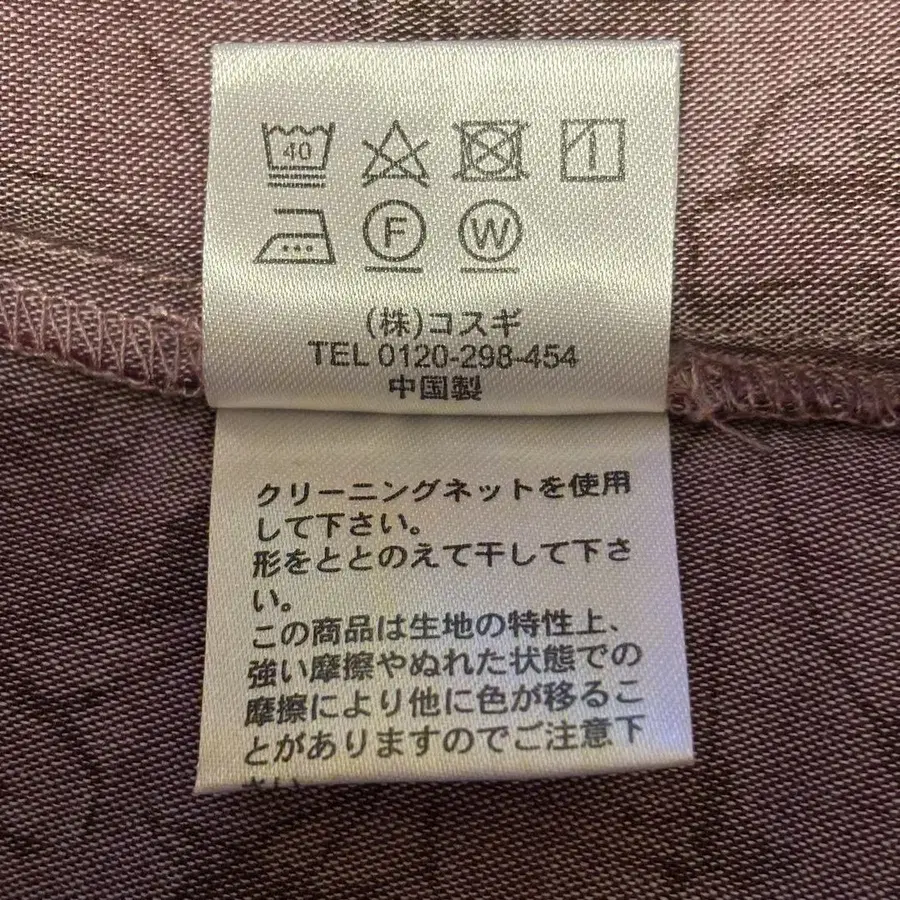 40
F W
(株)コスギ
TEL 0120-298-454
中国製
クリーニングネットを使用
して下さい。
形をととのえて干して下さ
い。
この商品は生地の特性上、
強い摩擦やぬれた状態での
摩擦により他に色が移るこ
とがありますのでご注意下
さい